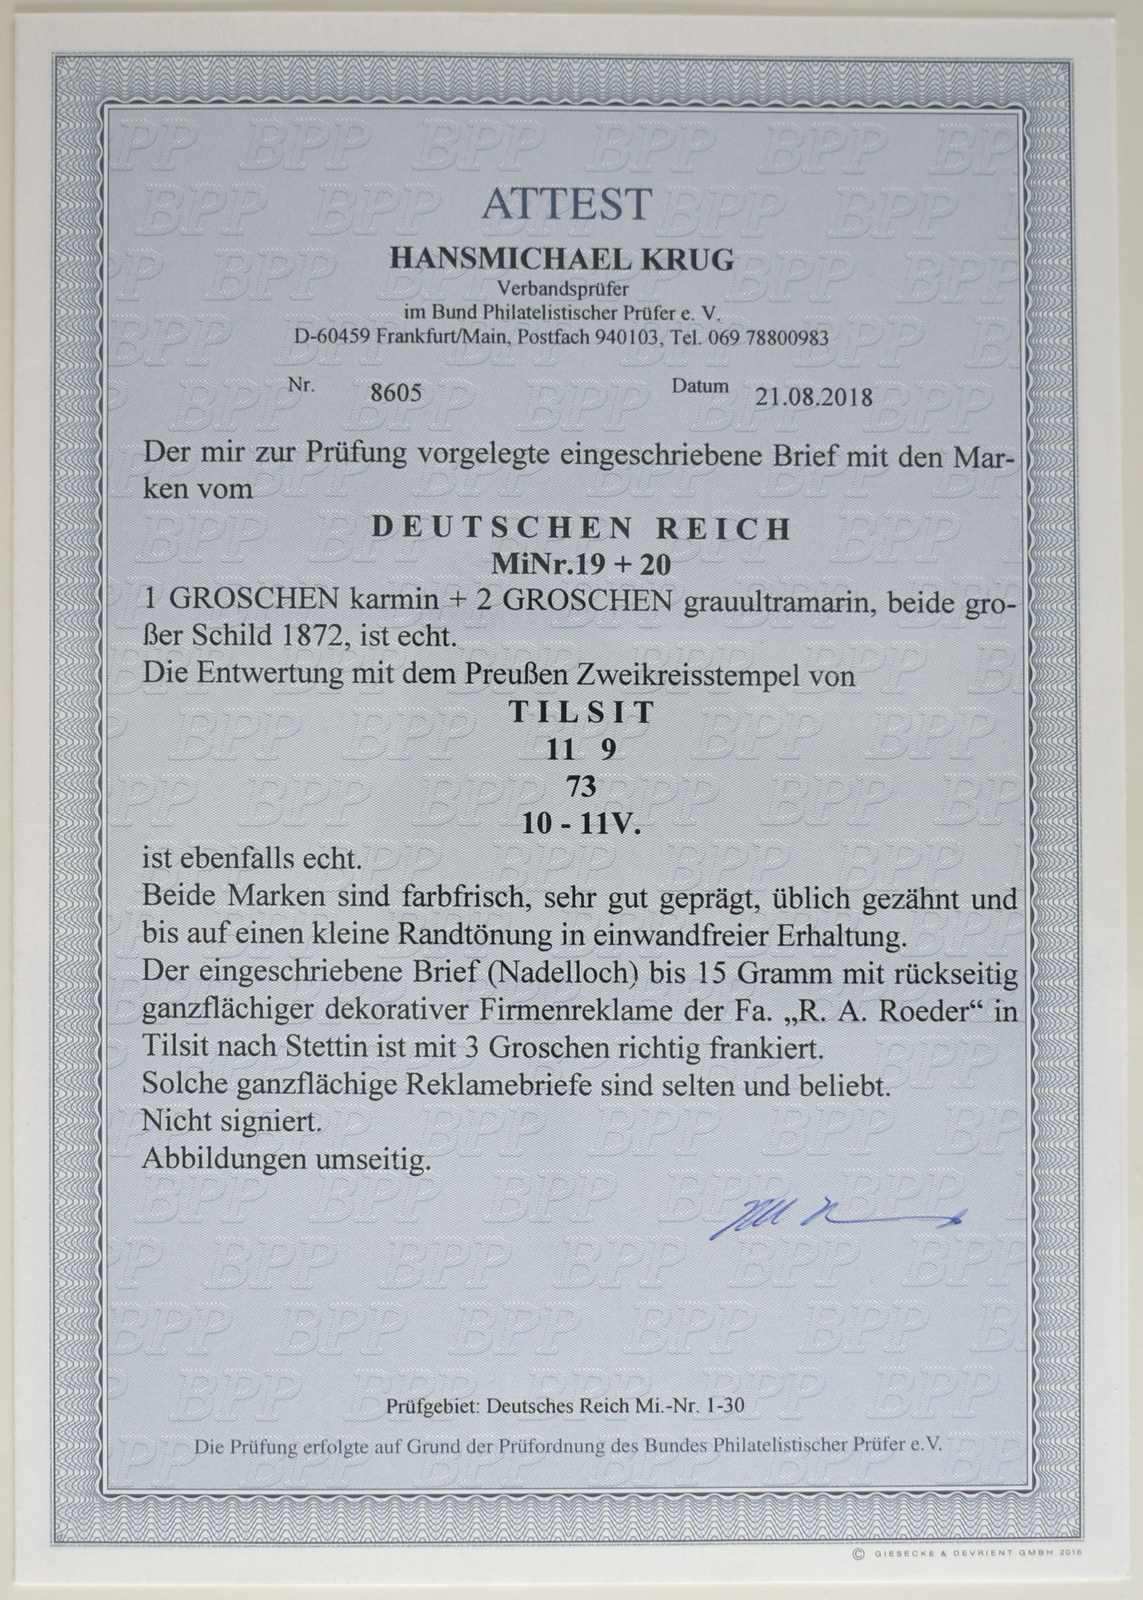 ATTEST
HANSMICHAEL KRUG
Verbandsprüfer
im Bund Philatelistischer Prüfer e. V.
D-60459 Frankfurt/Main, Postfach 940103, Tel. 069 78800983
Nr. 8605 Datum 21.08.2018
Der mir zur Prüfung vorgelegte eingeschriebene Brief mit den Mar-
ken vom
DEUTSCHEN REICH
MiNr.19 + 20
1 GROSCHEN karmin + 2 GROSCHEN grauultramarin, beide gro-
ßer Schild 1872, ist echt.
Die Entwertung mit dem Preußen Zweikreisstempel von
TILSIT
11 9
73
10 - 11V.
ist ebenfalls echt.
Beide Marken sind farbfrisch, sehr gut geprägt, üblich gezähnt und
bis auf einen kleine Randtönung in einwandfreier Erhaltung.
Der eingeschriebene Brief (Nadelloch) bis 15 Gramm mit rückseitig
ganzflächiger dekorativer Firmenreklame der Fa. „R. A. Roeder“ in
Tilsit nach Stettin ist mit 3 Groschen richtig frankiert.
Solche ganzflächige Reklamebriefe sind selten und beliebt.
Nicht signiert.
Abbildungen umseitig.
Prüfgebiet: Deutsches Reich Mi.-Nr. 1-30
Die Prüfung erfolgte auf Grund der Prüfordnung des Bundes Philatelistischer Prüfer e.V.
© GIESECKE & DEVRIENT GMBH 2016